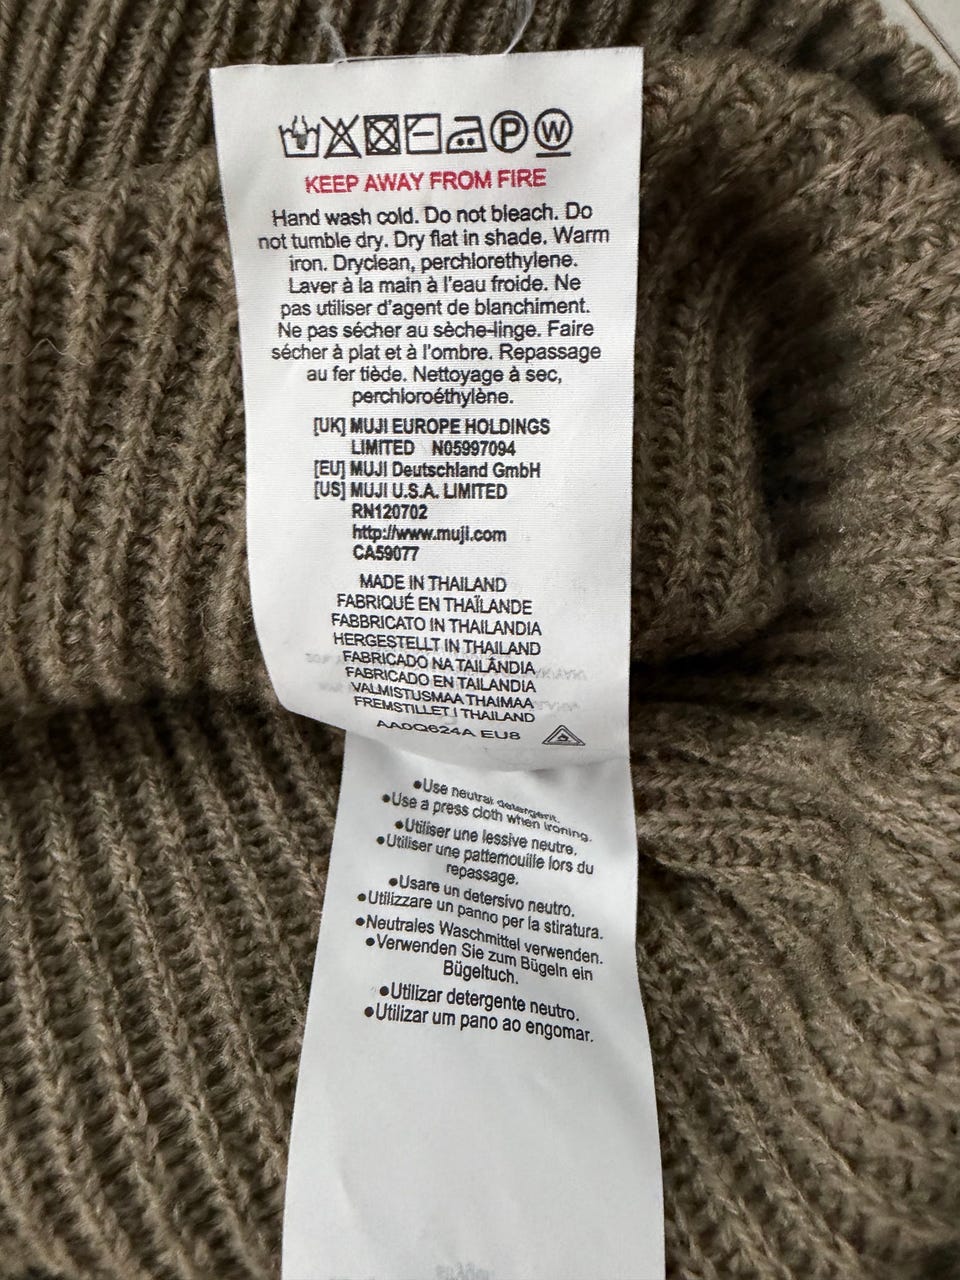 P W
KEEP AWAY FROM FIRE
Hand wash cold. Do not bleach. Do
not tumble dry. Dry flat in shade. Warm
iron. Dryclean, perchlorethylene.
Laver à la main à l'eau froide. Ne
pas utiliser d'agent de blanchiment.
Ne pas sécher au sèche-linge. Faire
sécher à plat et à l'ombre. Repassage
au fer tiède. Nettoyage à sec,
perchloroéthylène.
[UK] MUJI EUROPE HOLDINGS
LIMITED N05997094
[EU] MUJI Deutschland GmbH
[US] MUJI U.S.A. LIMITED
RN120702
http://www.muji.com
CA59077
MADE IN THAILAND
FABRIQUÉ EN THAÏLANDE
FABBRICATO IN THAILANDIA
HERGESTELLT IN THAILAND
FABRICADO NA TAILÂNDIA
FABRICADO EN TAILANDIA
VALMISTUSMAA THAIMAA
FREMSTILLET I THAILAND
AA0Q624A EU8
●Use neutral detergent.
●Use a press cloth when ironing.
●Utiliser une lessive neutre.
●Utiliser une pattemouille lors du
repassage.
●Usare un detersivo neutro.
●Utilizzare un panno per la stiratura.
●Neutrales Waschmittel verwenden.
●Verwenden Sie zum Bügeln ein
Bügeltuch.
●Utilizar detergente neutro.
●Utilizar um pano ao engomar.